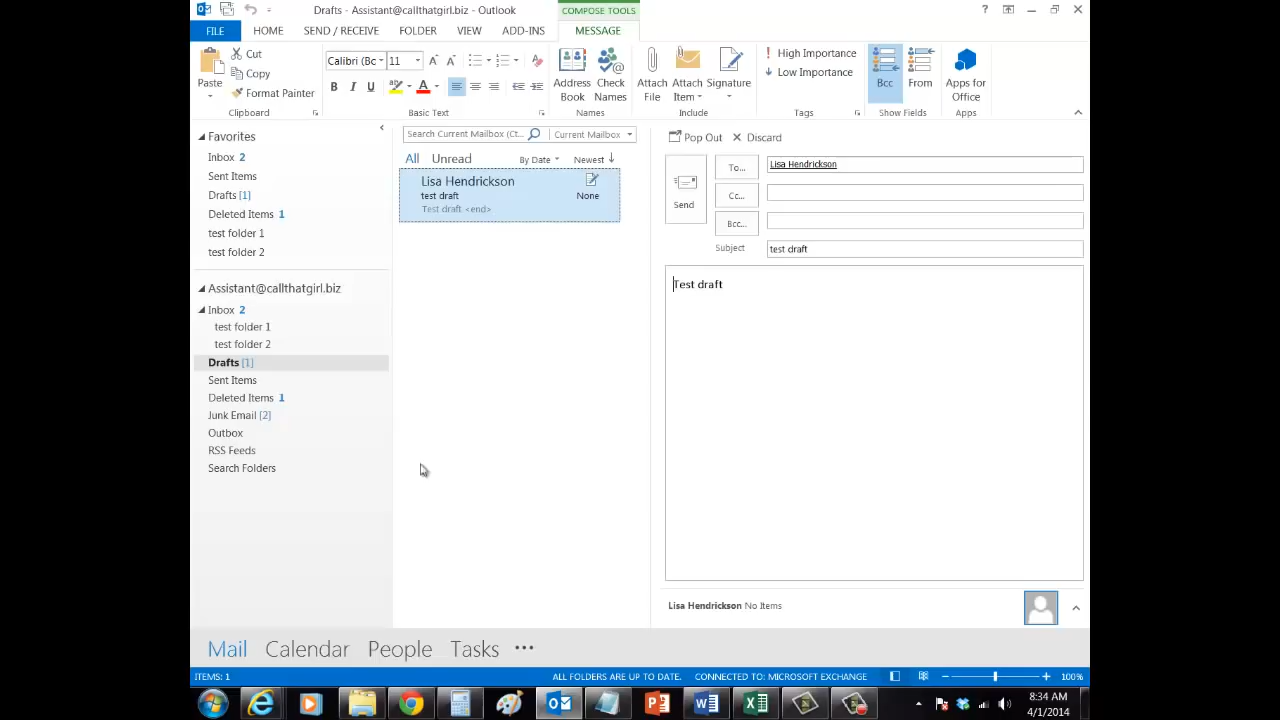 Drafts - Assistant@callthatgirl.biz - Outlook
COMPOSE TOOLS
?
FILE
HOME
SEND / RECEIVE
FOLDER
VIEW
ADD-INS
MESSAGE
Paste
Cut
Copy
Format Painter
Clipboard
Calibri (Bc
11
B I U
A
Basic Text
Address Book
Check Names
Names
Attach File
Attach Item
Signature
Include
High Importance
Low Importance
Tags
Bcc
From
Show Fields
Apps for Office
Apps
Favorites
Inbox 2
Sent Items
Drafts [1]
Deleted Items 1
test folder 1
test folder 2
Assistant@callthatgirl.biz
Inbox 2
test folder 1
test folder 2
Drafts [1]
Sent Items
Deleted Items 1
Junk Email [2]
Outbox
RSS Feeds
Search Folders
Search Current Mailbox (Ct...
Current Mailbox
All Unread
By Date
Newest
Lisa Hendrickson
test draft
None
Test draft <end>
Pop Out
Discard
Send
To...
Lisa Hendrickson
Cc...
Bcc...
Subject
test draft
Test draft
Lisa Hendrickson No Items
Mail Calendar People Tasks ...
ITEMS: 1
ALL FOLDERS ARE UP TO DATE.
CONNECTED TO: MICROSOFT EXCHANGE
100%
8:34 AM
4/1/2014